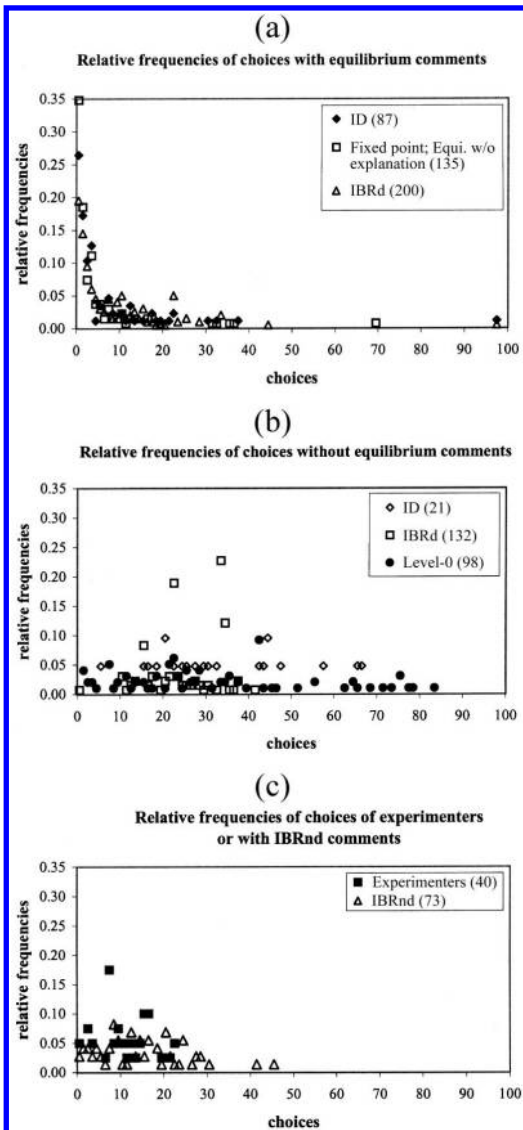 (a)
Relative frequencies of choices with equilibrium comments
relative frequencies
0.35
0.30
0.25
0.20
0.15
0.10
0.05
0.00
ID (87)
Fixed point; Equi. w/o
explanation (135)
IBRd (200)
0 10 20 30 40 50 60 70 80 90 100
choices
(b)
Relative frequencies of choices without equilibrium comments
relative frequencies
0.35
0.30
0.25
0.20
0.15
0.10
0.05
0.00
ID (21)
IBRd (132)
Level-0 (98)
0 10 20 30 40 50 60 70 80 90 100
choices
(c)
Relative frequencies of choices of experimenters
or with IBRnd comments
relative frequencies
0.35
0.30
0.25
0.20
0.15
0.10
0.05
0.00
Experimenters (40)
IBRnd (73)
0 10 20 30 40 50 60 70 80 90 100
choices